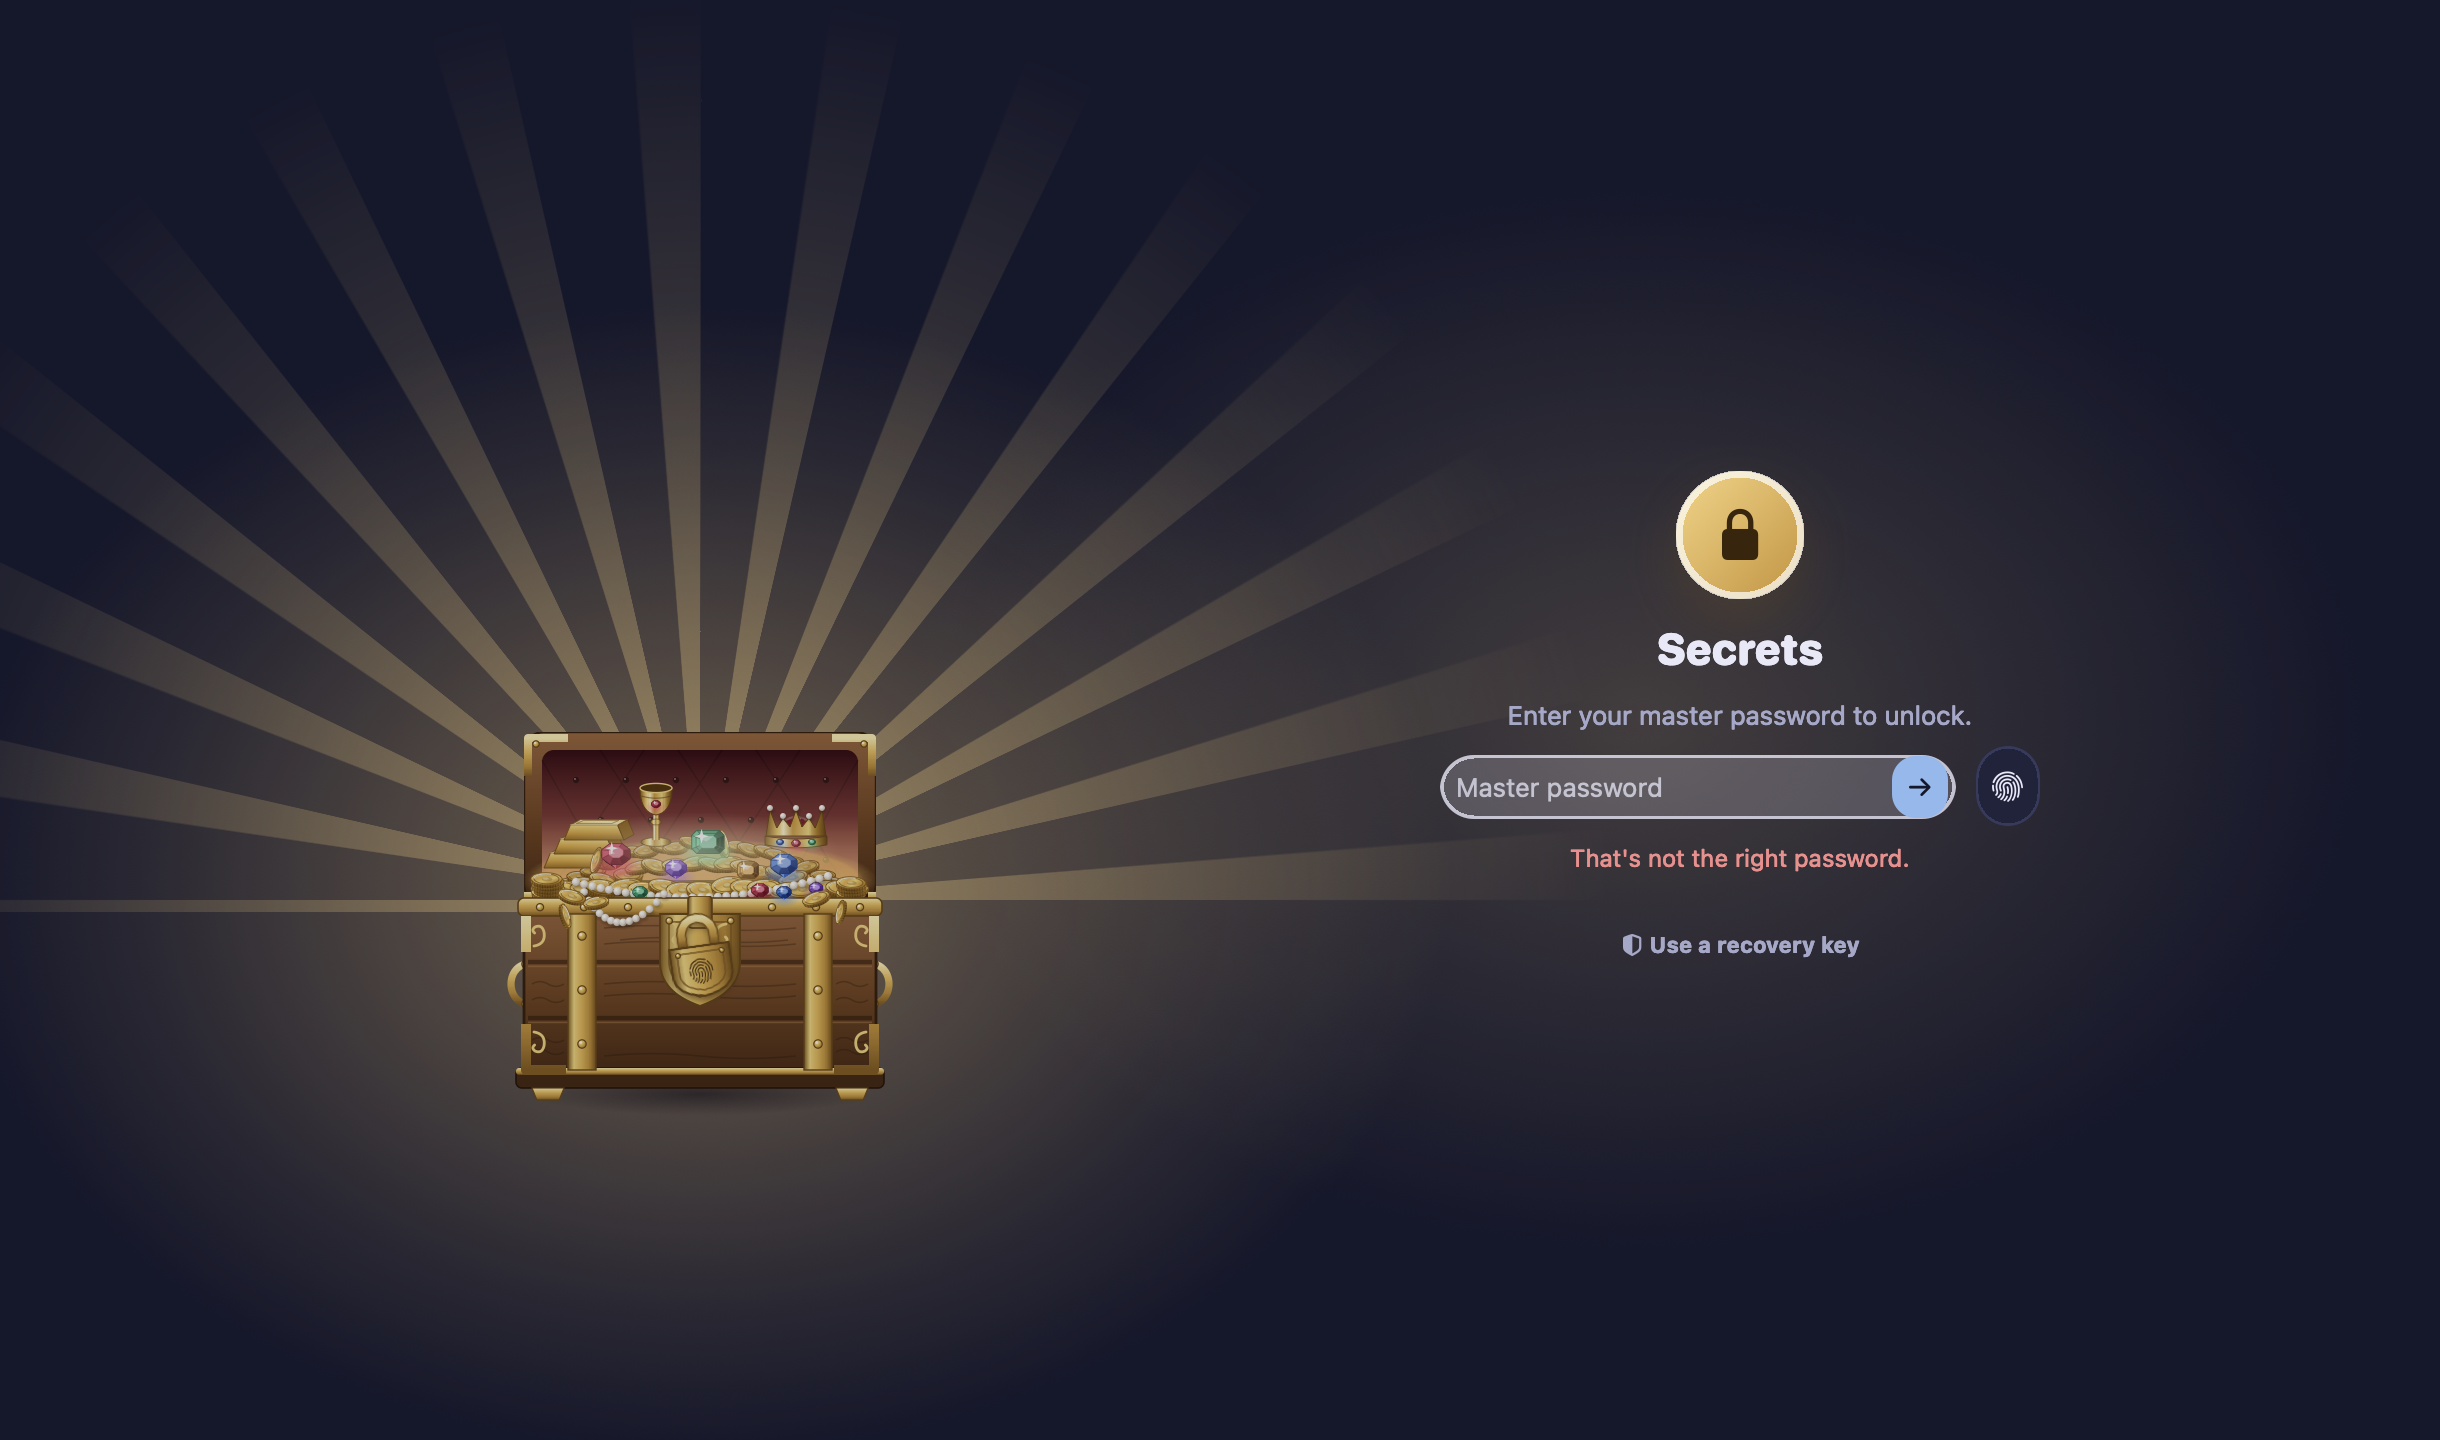 Secrets
Enter your master password to unlock.
Master password
That's not the right password.
Use a recovery key